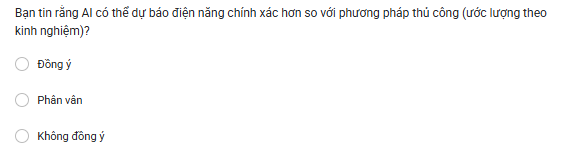 Bạn tin rằng AI có thể dự báo điện năng chính xác hơn so với phương pháp thủ công (ước lượng theo
kinh nghiệm)?
Đồng ý
Phân vân
Không đồng ý